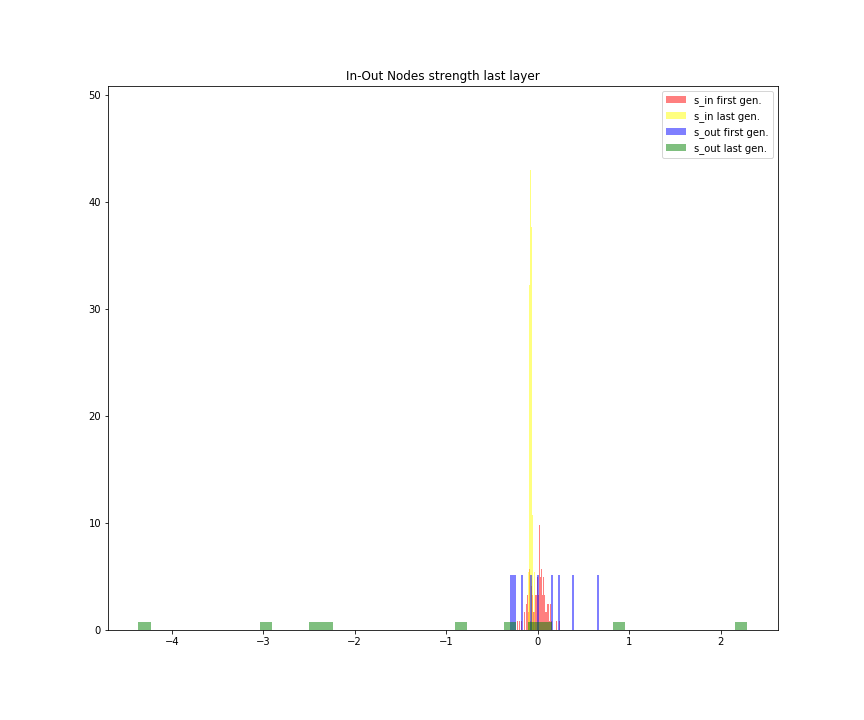 In-Out Nodes strength last layer
50
40
30
20
10
0
s_in first gen.
s_in last gen.
s_out first gen.
s_out last gen.
−4 −3 −2 −1 0 1 2